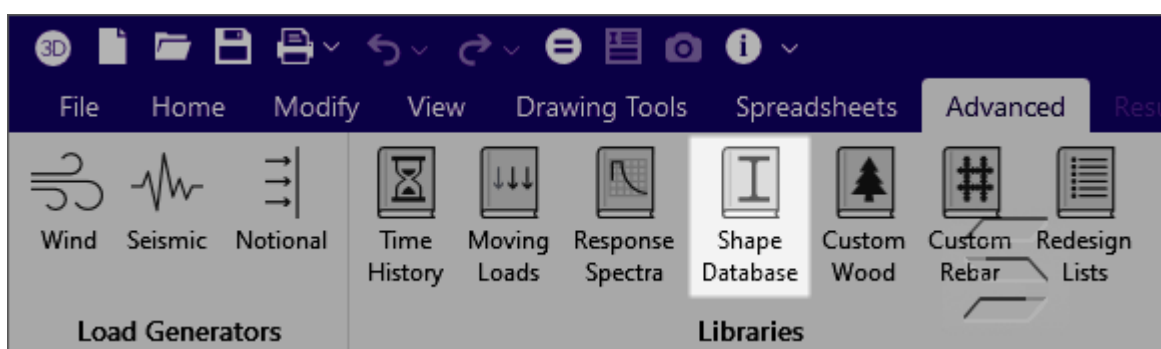 3D
File Home Modify View Drawing Tools Spreadsheets Advanced
Wind Seismic Notional Time History Moving Loads Response Spectra Shape Database Custom Wood Custom Rebar Redesign Lists
Load Generators Libraries